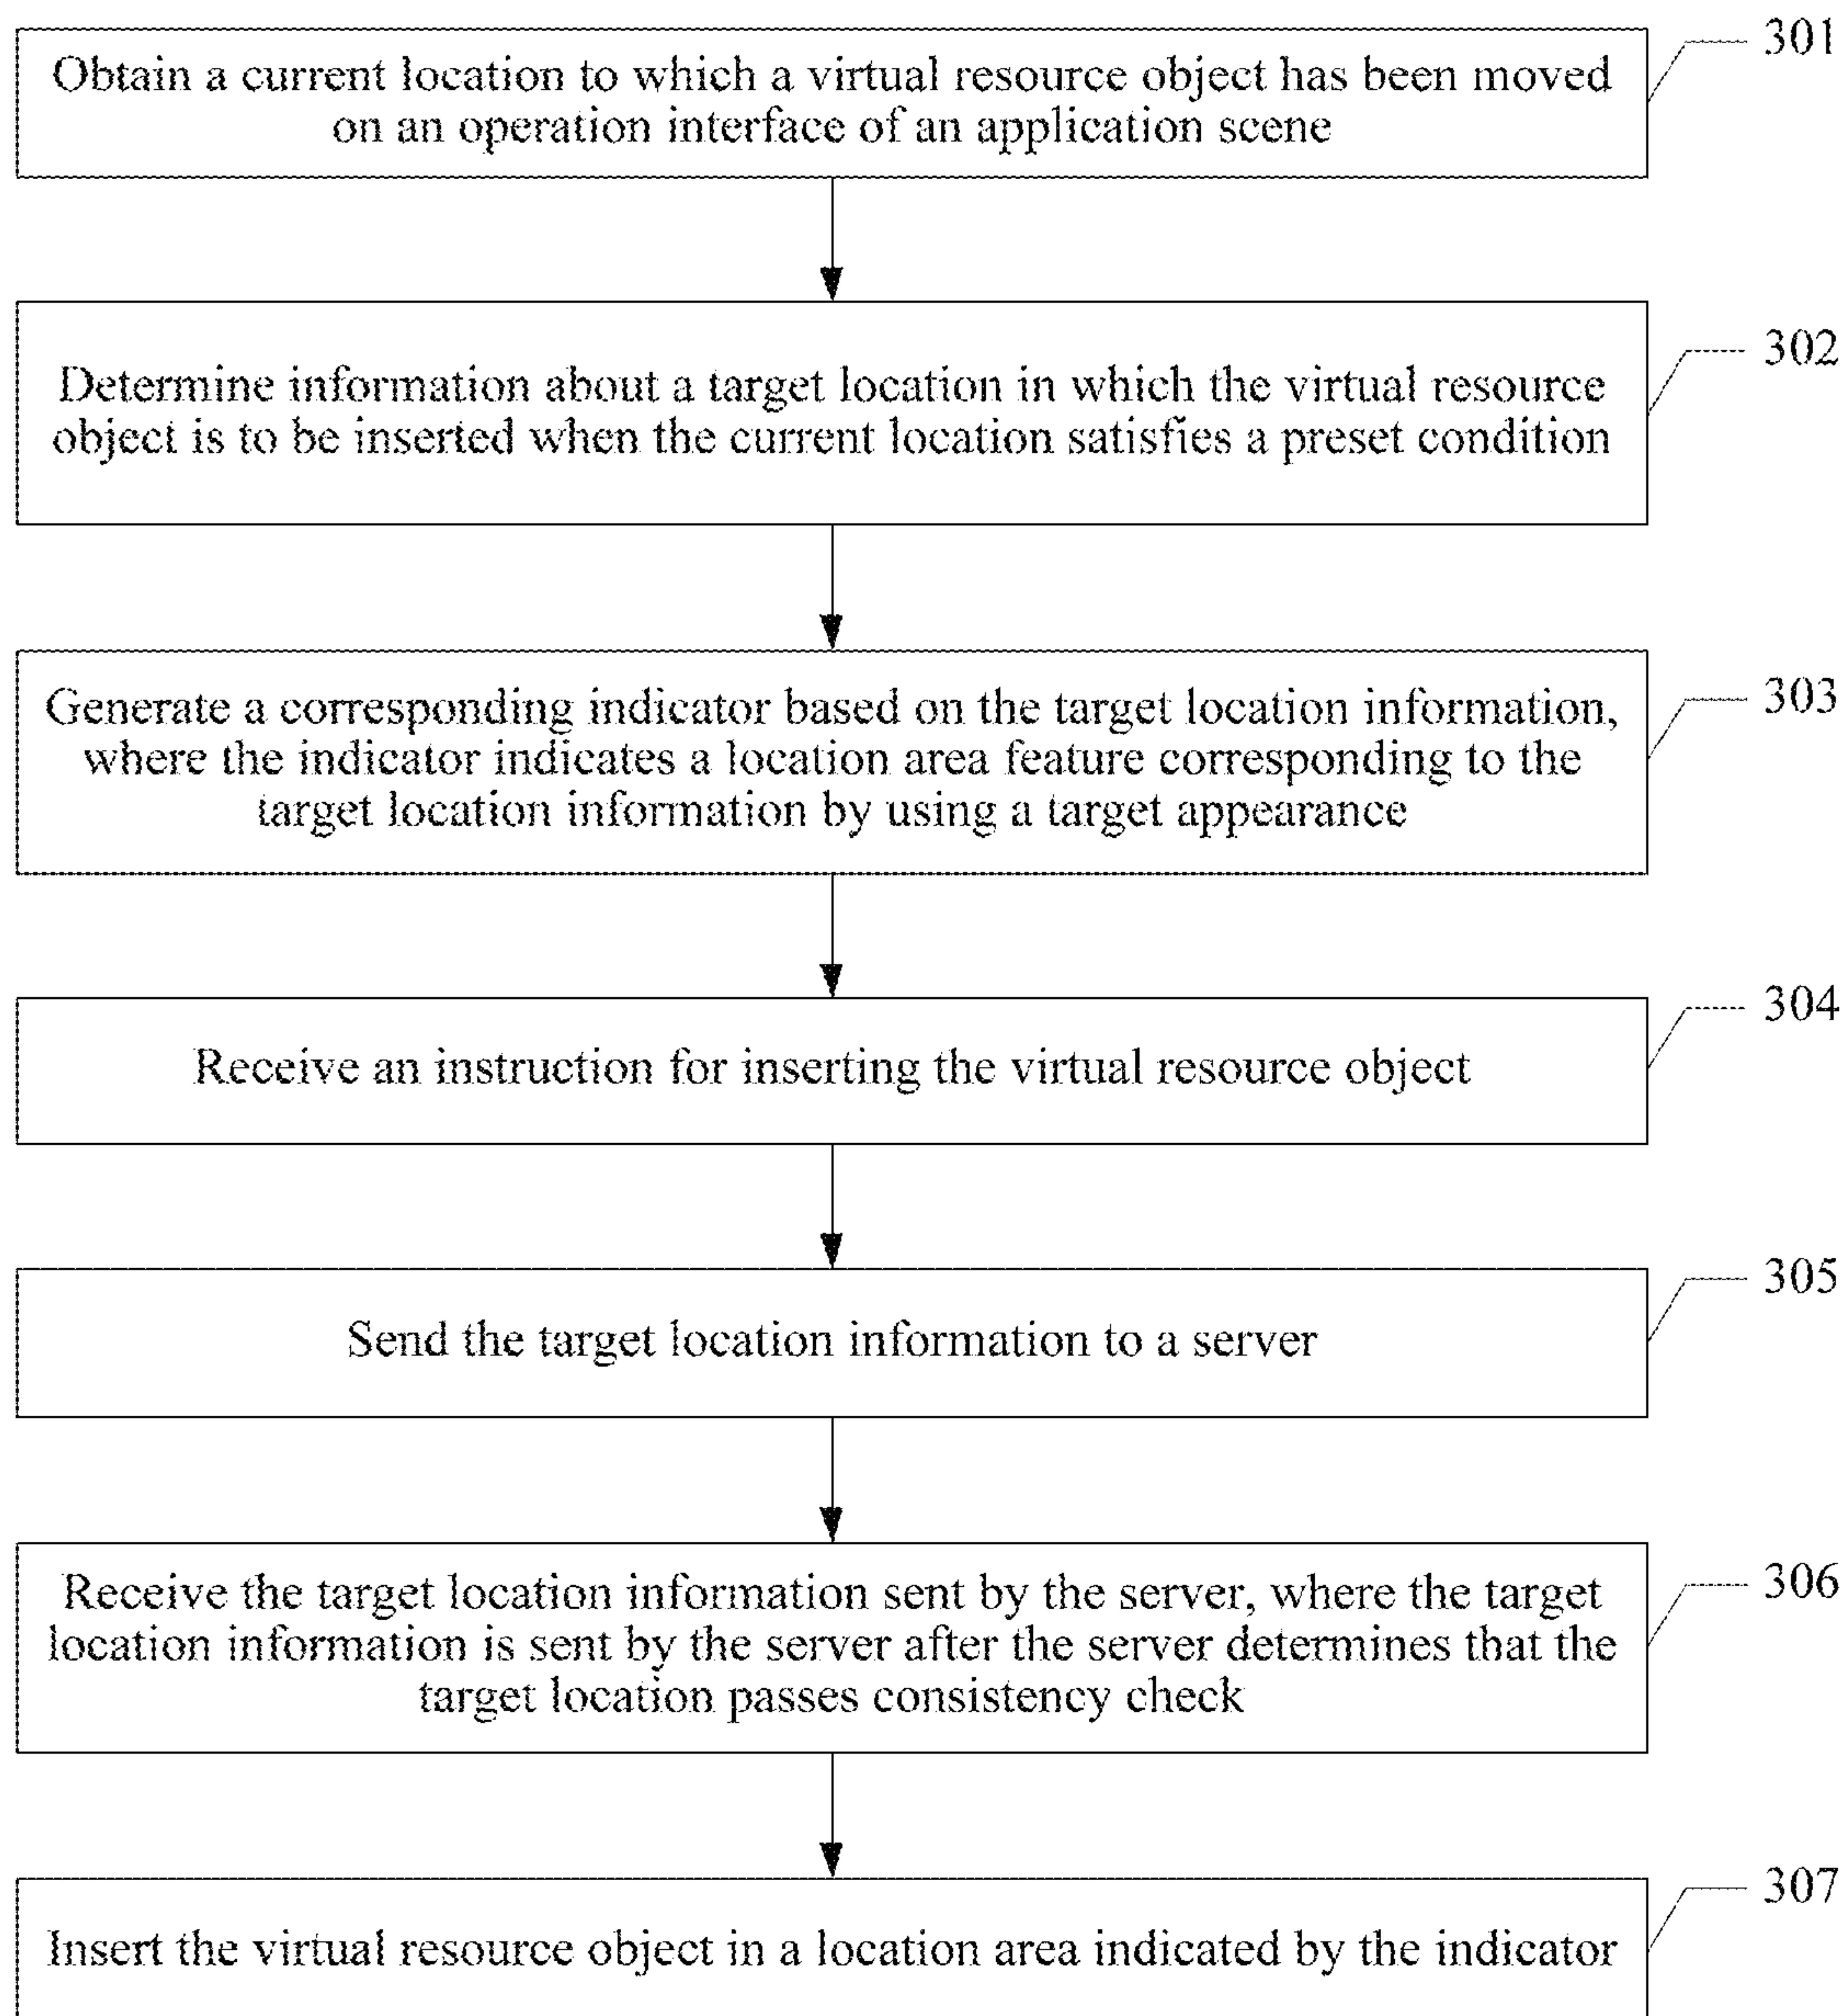 301
Obtain a current location to which a virtual resource object has been moved
on an operation interface of an application scene
302
Determine information about a target location in which the virtual resource
object is to be inserted when the current location satisfies a preset condition
303
Generate a corresponding indicator based on the target location information,
where the indicator indicates a location area feature corresponding to the
target location information by using a target appearance
304
Receive an instruction for inserting the virtual resource object
305
Send the target location information to a server
306
Receive the target location information sent by the server, where the target
location information is sent by the server after the server determines that the
target location passes consistency check
307
Insert the virtual resource object in a location area indicated by the indicator